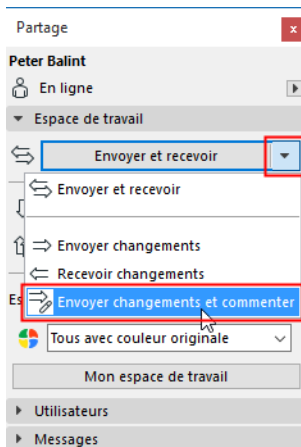 Partage
x
Peter Balint
En ligne
Espace de travail
Envoyer et recevoir
Envoyer et recevoir
Envoyer changements
Recevoir changements
Es
Envoyer changements et commenter
Tous avec couleur originale
Mon espace de travail
Utilisateurs
Messages